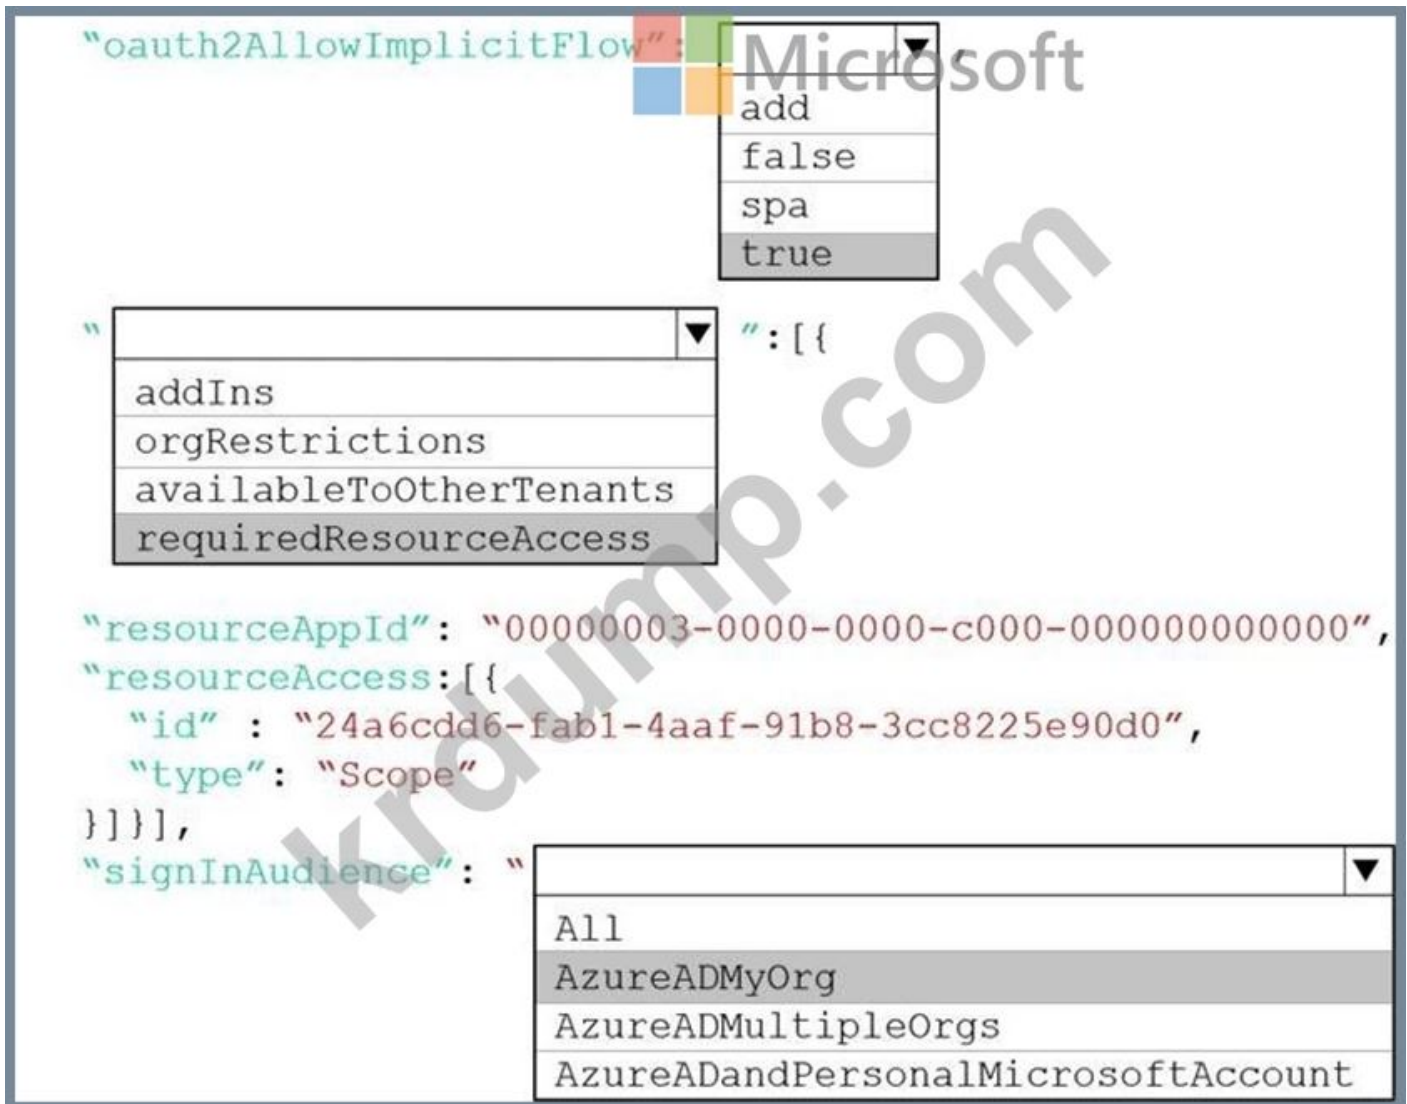 "oauth2AllowImplicitFlow": ,
Microsoft
add
false
spa
true
" ":[{
addIns
orgRestrictions
availableToOtherTenants
requiredResourceAccess
krdump.com
"resourceAppId": "00000003-0000-0000-c000-000000000000",
"resourceAccess:[{
"id" : "24a6cdd6-fab1-4aaf-91b8-3cc8225e90d0",
"type": "Scope"
}]}],
"signInAudience": "
All
AzureADMyOrg
AzureADMultipleOrgs
AzureADandPersonalMicrosoftAccount